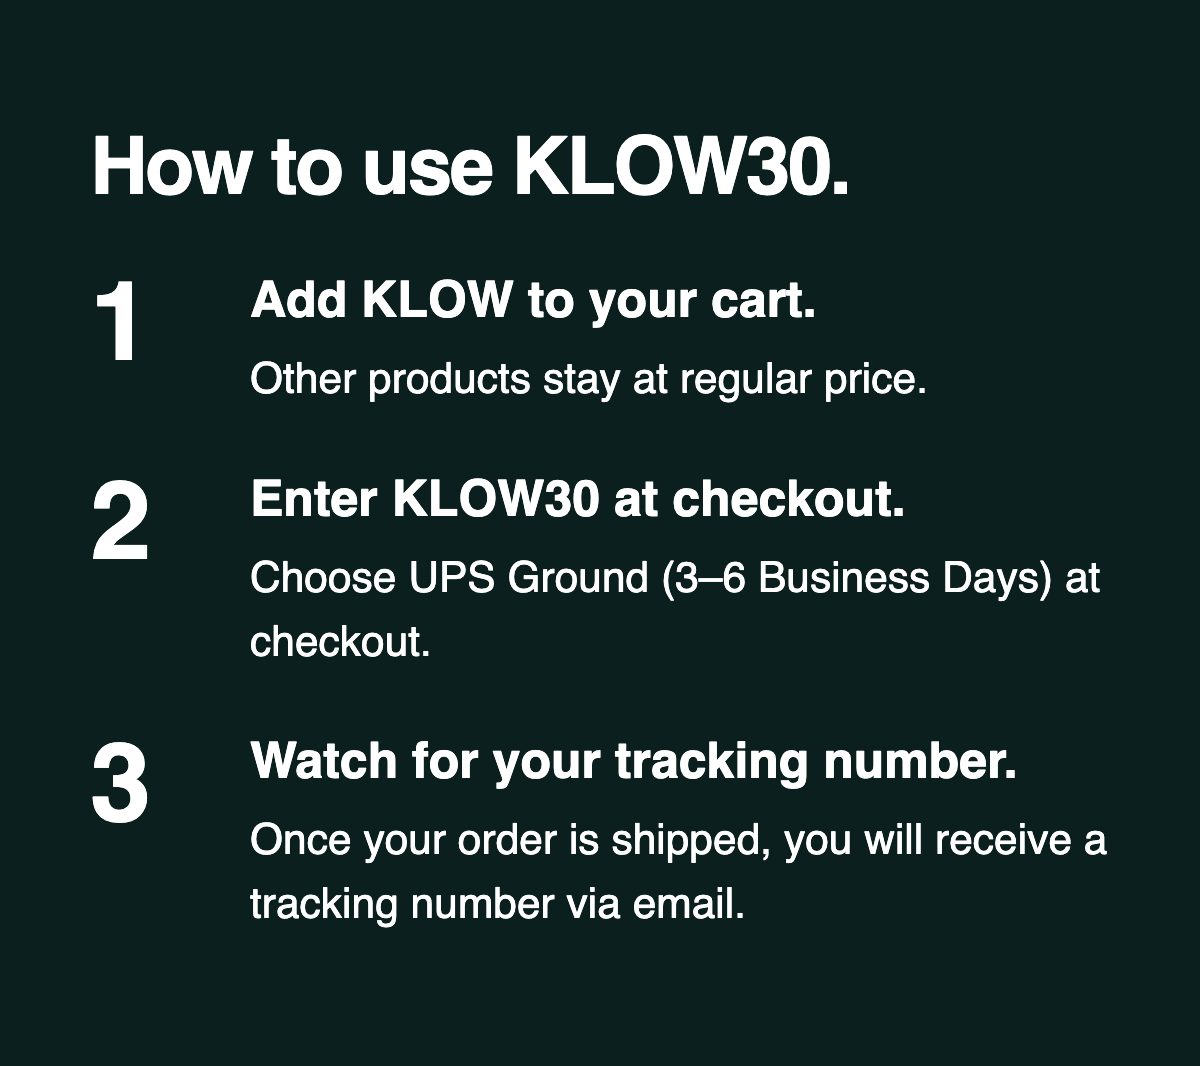 How to use KLOW30.
1
Add KLOW to your cart.
Other products stay at regular price.
2
Enter KLOW30 at checkout.
Choose UPS Ground (3–6 Business Days) at
checkout.
3
Watch for your tracking number.
Once your order is shipped, you will receive a
tracking number via email.